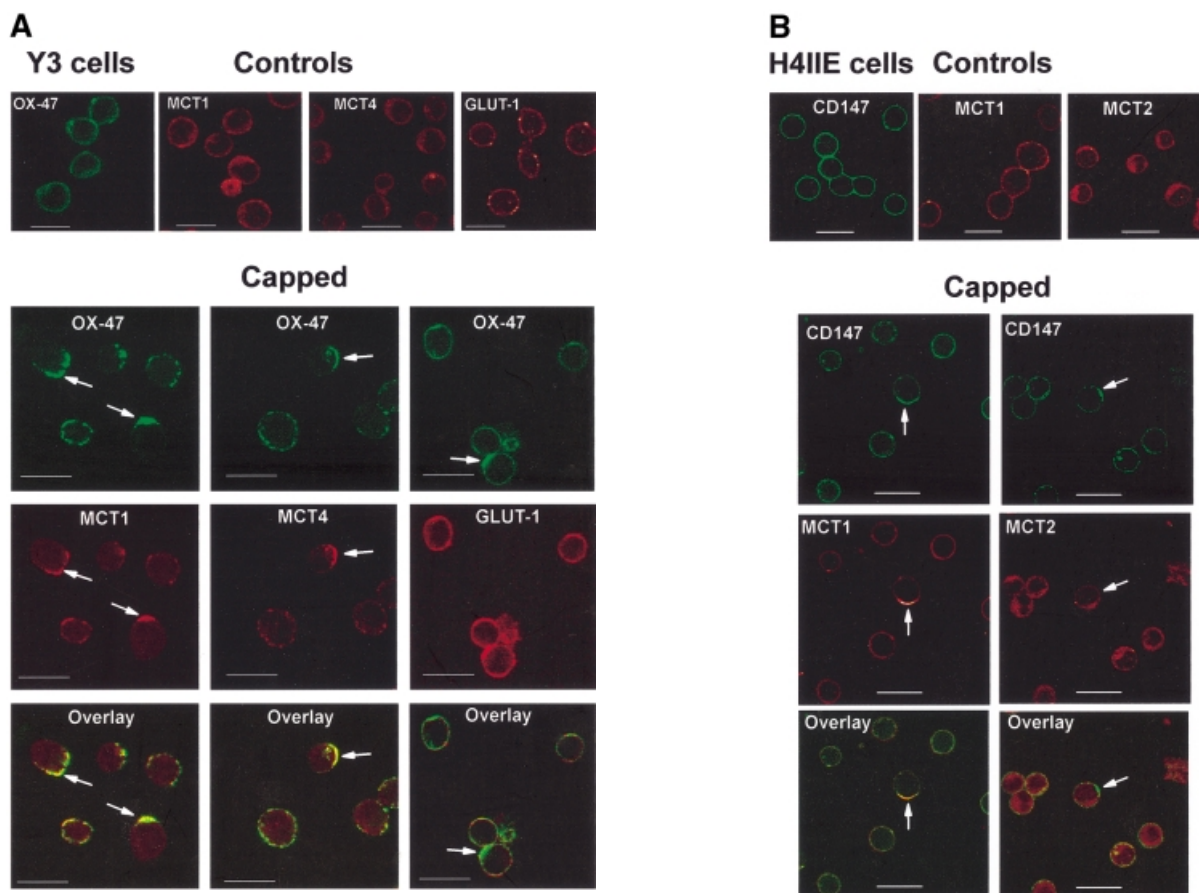 A
Y3 cells
Controls
OX-47
MCT1
MCT4
GLUT-1
Capped
OX-47
OX-47
OX-47
MCT1
MCT4
GLUT-1
Overlay
Overlay
Overlay
B
H4IIE cells
Controls
CD147
MCT1
MCT2
Capped
CD147
CD147
MCT1
MCT2
Overlay
Overlay